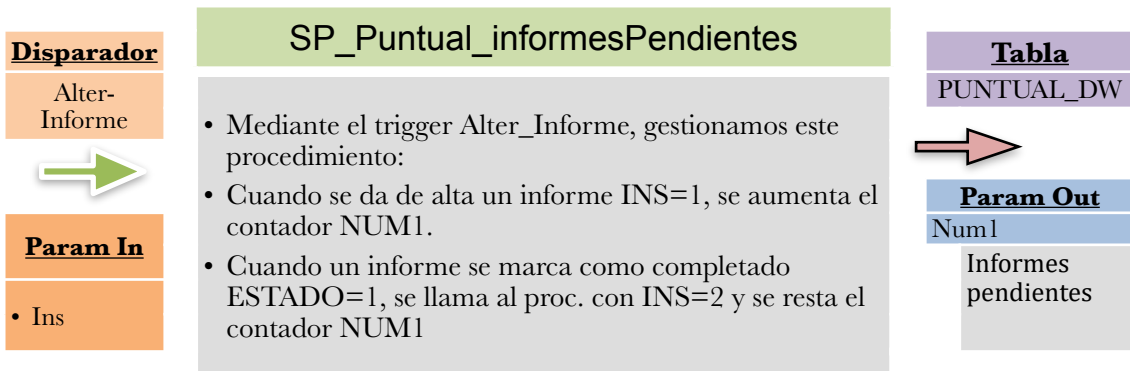 SP_Puntual_informesPendientes
Disparador
Alter-
Informe
Param In
• Ins
• Mediante el trigger Alter_Informe, gestionamos este
procedimiento:
• Cuando se da de alta un informe INS=1, se aumenta el
contador NUM1.
• Cuando un informe se marca como completado
ESTADO=1, se llama al proc. con INS=2 y se resta el
contador NUM1
Tabla
PUNTUAL_DW
Param Out
Num1
Informes
pendientes